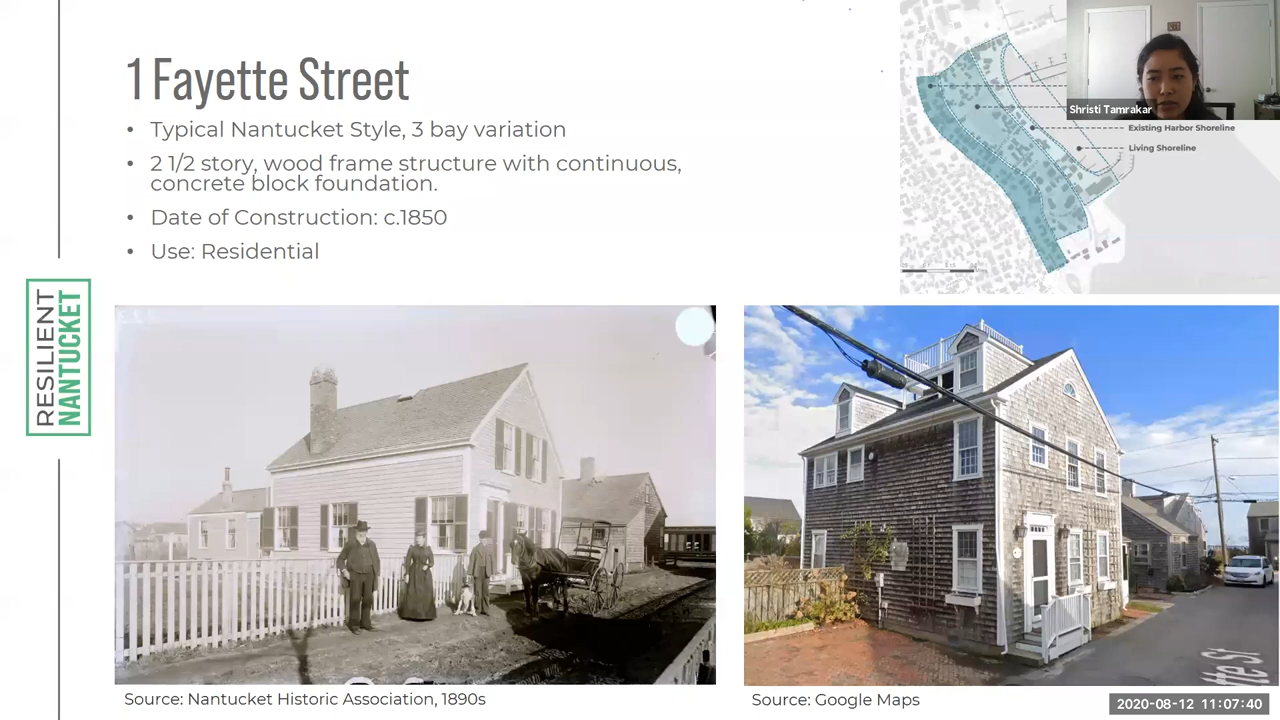 1 Fayette Street
• Typical Nantucket Style, 3 bay variation
• 2 1/2 story, wood frame structure with continuous,
concrete block foundation.
• Date of Construction: c.1850
• Use: Residential
Shristi Tamrakar
Existing Harbor Shoreline
Living Shoreline
RESILIENT
NANTUCKET
Source: Nantucket Historic Association, 1890s
Source: Google Maps
2020-08-12 11:07:40